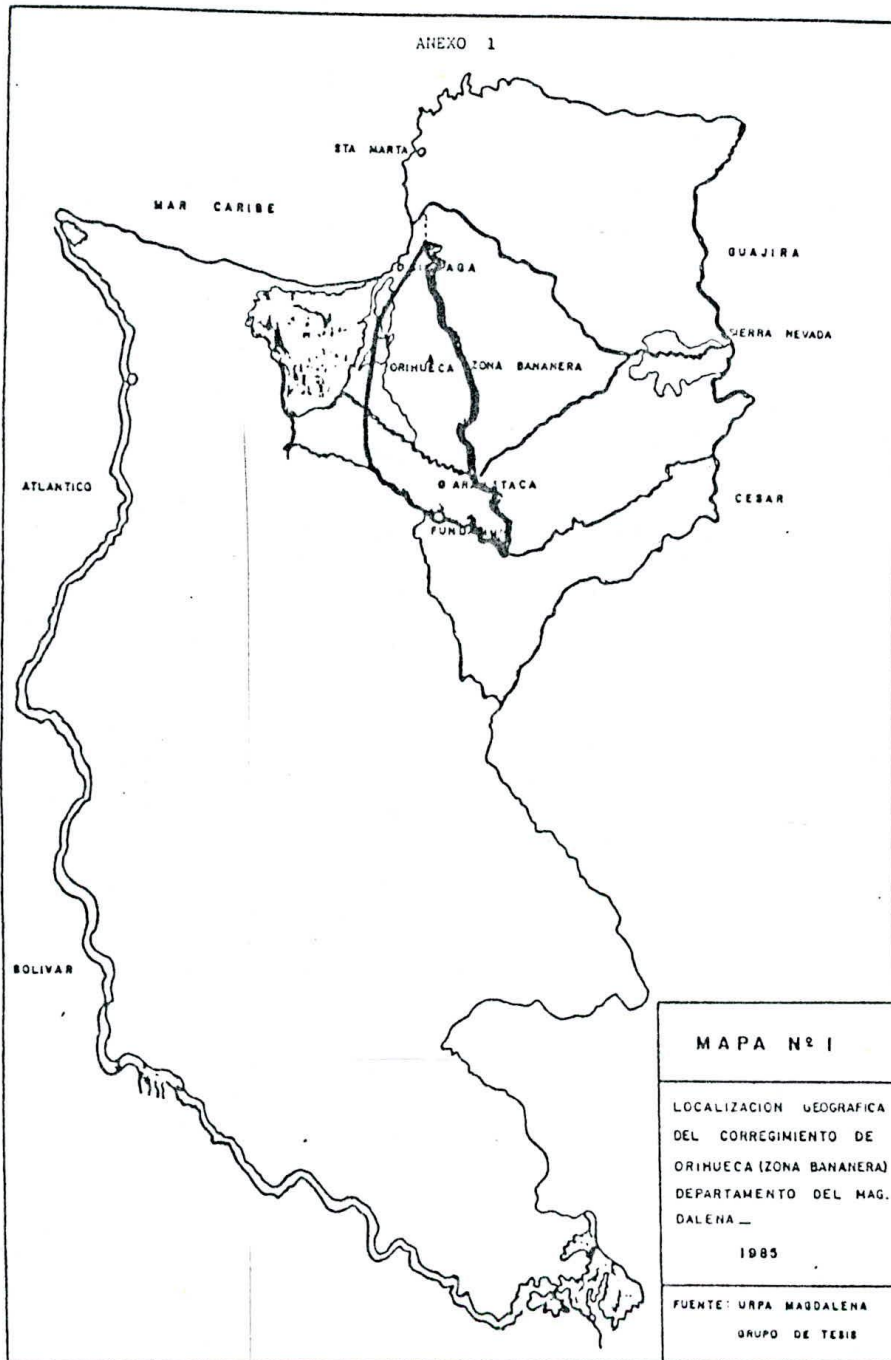 ANEXO 1
STA MARTA
MAR CARIBE
GUAJIRA
SIERRA NEVADA
ORIHUECA ZONA BANANERA
ATLANTICO
CESAR
BOLIVAR
MAPA Nº 1
LOCALIZACION GEOGRAFICA
DEL CORREGIMIENTO DE
ORIHUECA (ZONA BANANERA)
DEPARTAMENTO DEL MAG.
DALENA _
1985
FUENTE: URPA MAGDALENA
GRUPO DE TESIS